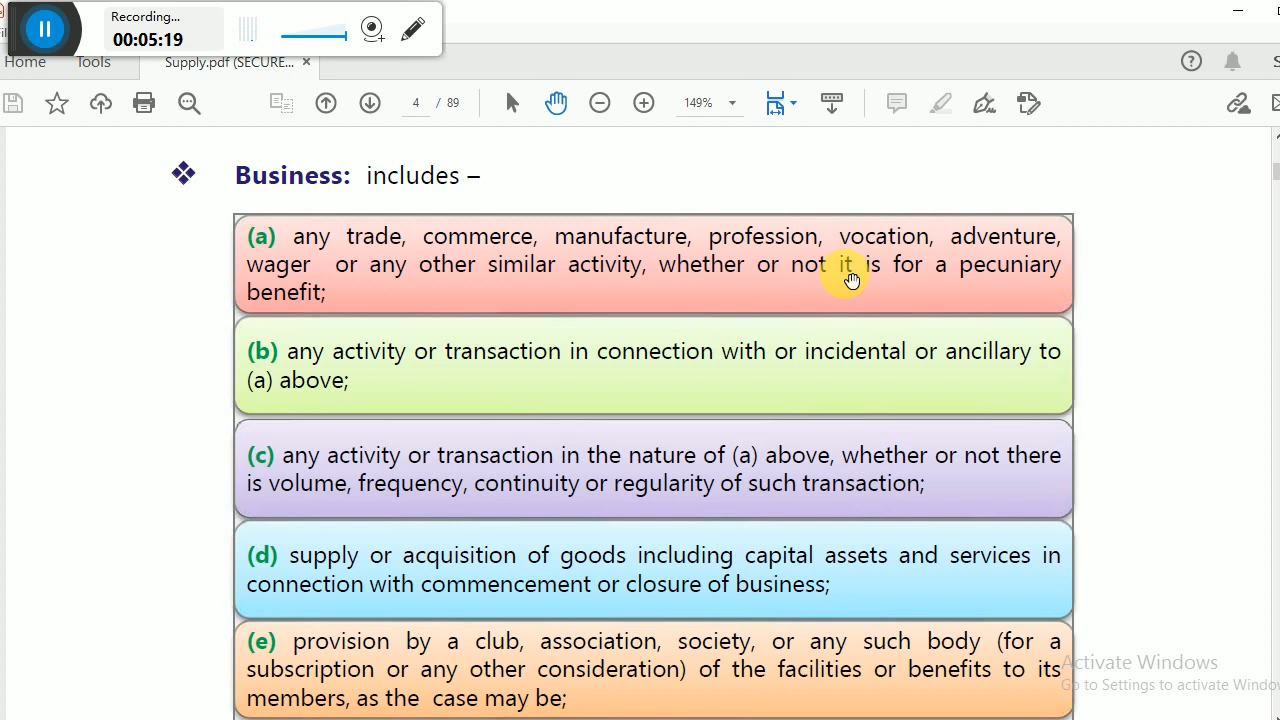 Recording...
00:05:19
Home
Tools
Supply.pdf (SECURE... ×
4 / 89
149%
Business: includes –
(a) any trade, commerce, manufacture, profession, vocation, adventure,
wager or any other similar activity, whether or not it is for a pecuniary
benefit;
(b) any activity or transaction in connection with or incidental or ancillary to
(a) above;
(c) any activity or transaction in the nature of (a) above, whether or not there
is volume, frequency, continuity or regularity of such transaction;
(d) supply or acquisition of goods including capital assets and services in
connection with commencement or closure of business;
(e) provision by a club, association, society, or any such body (for a
subscription or any other consideration) of the facilities or benefits to its
members, as the case may be;
Activate Windows
Go to Settings to activate Windo